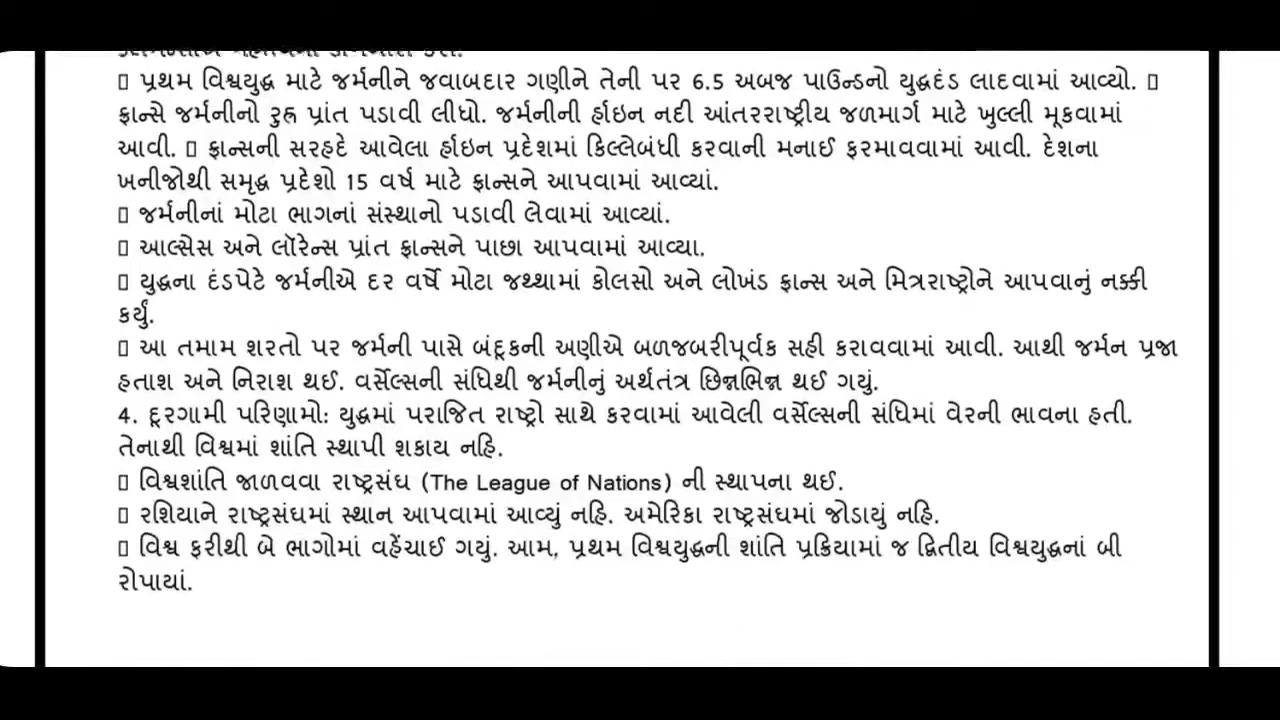 ▯ પ્રથમ વિશ્વયુદ્ધ માટે જર્મનીને જવાબદાર ગણીને તેની પર 6.5 અબજ પાઉન્ડનો યુદ્ધદંડ લાદવામાં આવ્યો. ▯
ફ્રાન્સે જર્મનીનો રુહ્ર પ્રાંત પડાવી લીધો. જર્મનીની ર્હાઇન નદી આંતરરાષ્ટ્રીય જળમાર્ગ માટે ખુલ્લી મૂકવામાં
આવી. ▯ ફ્રાન્સની સરહદે આવેલા ર્હાઇન પ્રદેશમાં કિલ્લેબંધી કરવાની મનાઈ ફરમાવવામાં આવી. દેશના
ખનીજોથી સમૃદ્ધ પ્રદેશો 15 વર્ષ માટે ફ્રાન્સને આપવામાં આવ્યાં.
▯ જર્મનીનાં મોટા ભાગનાં સંસ્થાનો પડાવી લેવામાં આવ્યાં.
▯ આલ્સેસ અને લૉરેન્સ પ્રાંત ફ્રાન્સને પાછા આપવામાં આવ્યા.
▯ યુદ્ધના દંડપેટે જર્મનીએ દર વર્ષે મોટા જથ્થામાં કોલસો અને લોખંડ ફ્રાન્સ અને મિત્રરાષ્ટ્રોને આપવાનું નક્કી
કર્યું.
▯ આ તમામ શરતો પર જર્મની પાસે બંદૂકની અણીએ બળજબરીપૂર્વક સહી કરાવવામાં આવી. આથી જર્મન પ્રજા
હતાશ અને નિરાશ થઈ. વર્સેલ્સની સંધિથી જર્મનીનું અર્થતંત્ર છિન્નભિન્ન થઈ ગયું.
4. દૂરગામી પરિણામો: યુદ્ધમાં પરાજિત રાષ્ટ્રો સાથે કરવામાં આવેલી વર્સેલ્સની સંધિમાં વેરની ભાવના હતી.
તેનાથી વિશ્વમાં શાંતિ સ્થાપી શકાય નહિ.
▯ વિશ્વશાંતિ જાળવવા રાષ્ટ્રસંઘ (The League of Nations) ની સ્થાપના થઈ.
▯ રશિયાને રાષ્ટ્રસંઘમાં સ્થાન આપવામાં આવ્યું નહિ. અમેરિકા રાષ્ટ્રસંઘમાં જોડાયું નહિ.
▯ વિશ્વ ફરીથી બે ભાગોમાં વહેંચાઈ ગયું. આમ, પ્રથમ વિશ્વયુદ્ધની શાંતિ પ્રક્રિયામાં જ દ્વિતીય વિશ્વયુદ્ધનાં બી
રોપાયાં.